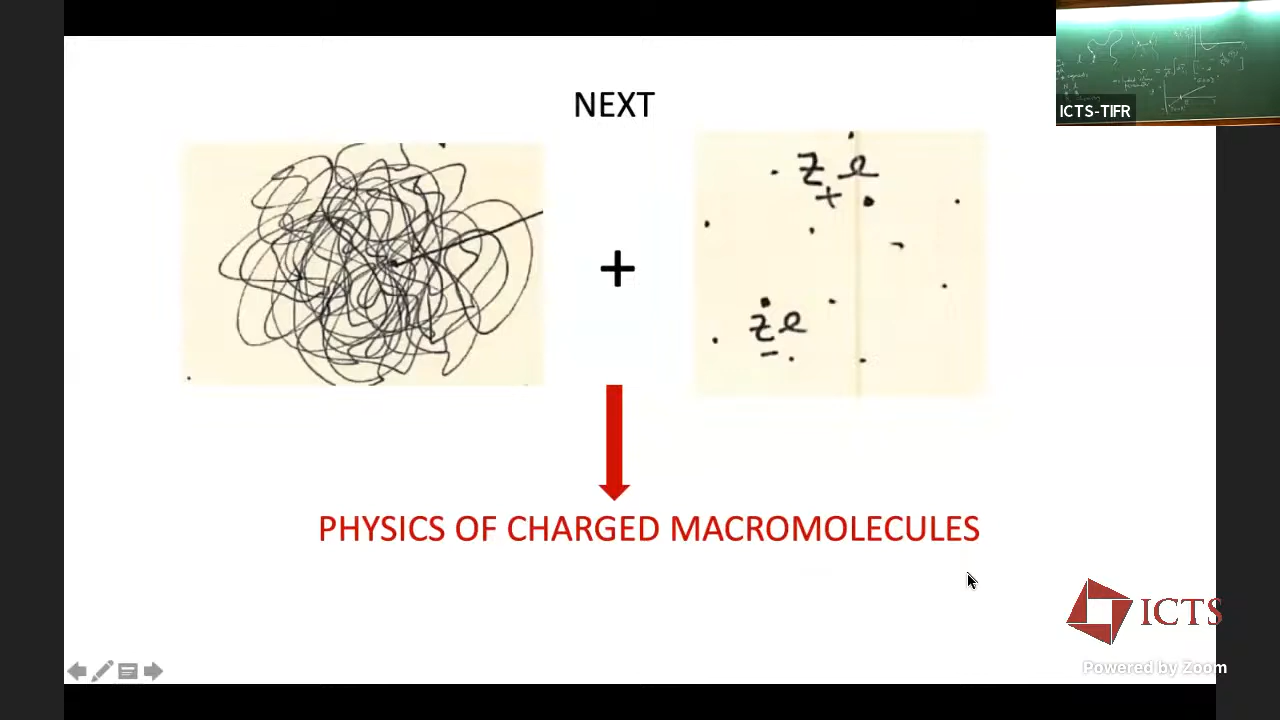 NEXT
ICTS-TIFR
z e
+
+
z e
−
PHYSICS OF CHARGED MACROMOLECULES
ICTS
Powered by Zoom